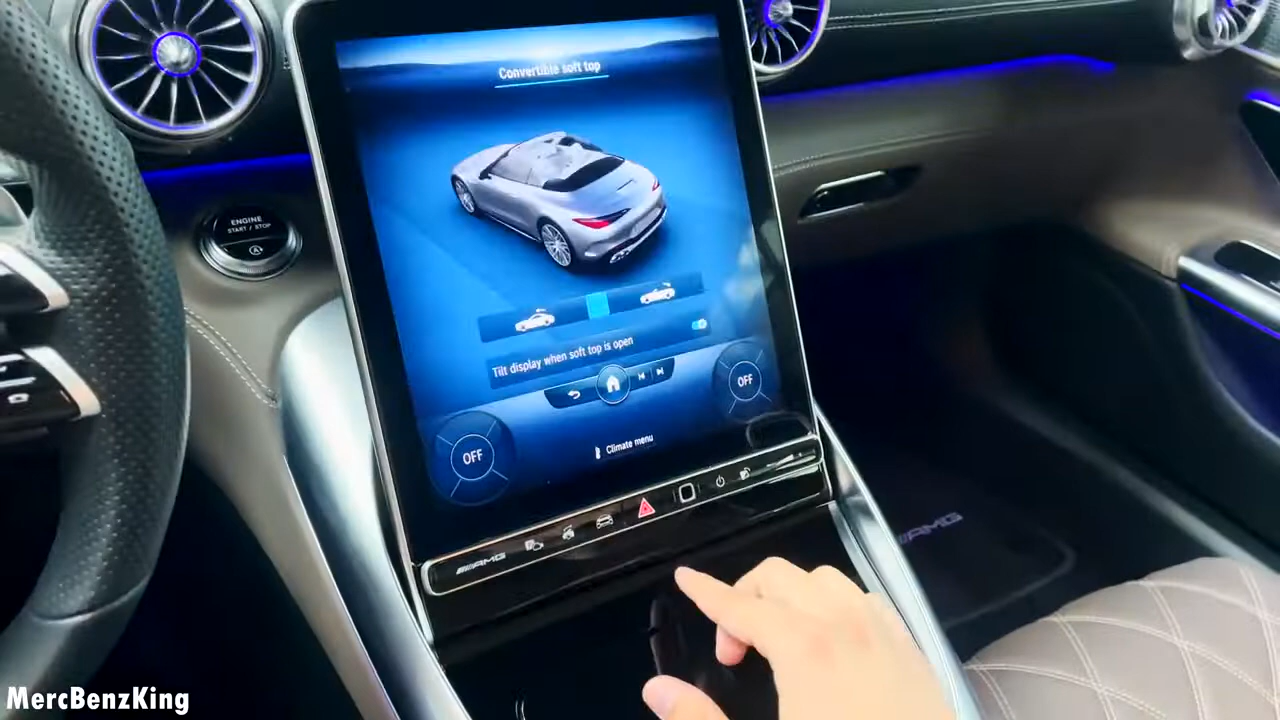 Convertible soft top
ENGINE
START / STOP
Tilt display when soft top is open
OFF
OFF
Climate menu
AMG
AMG
MercBenzKing